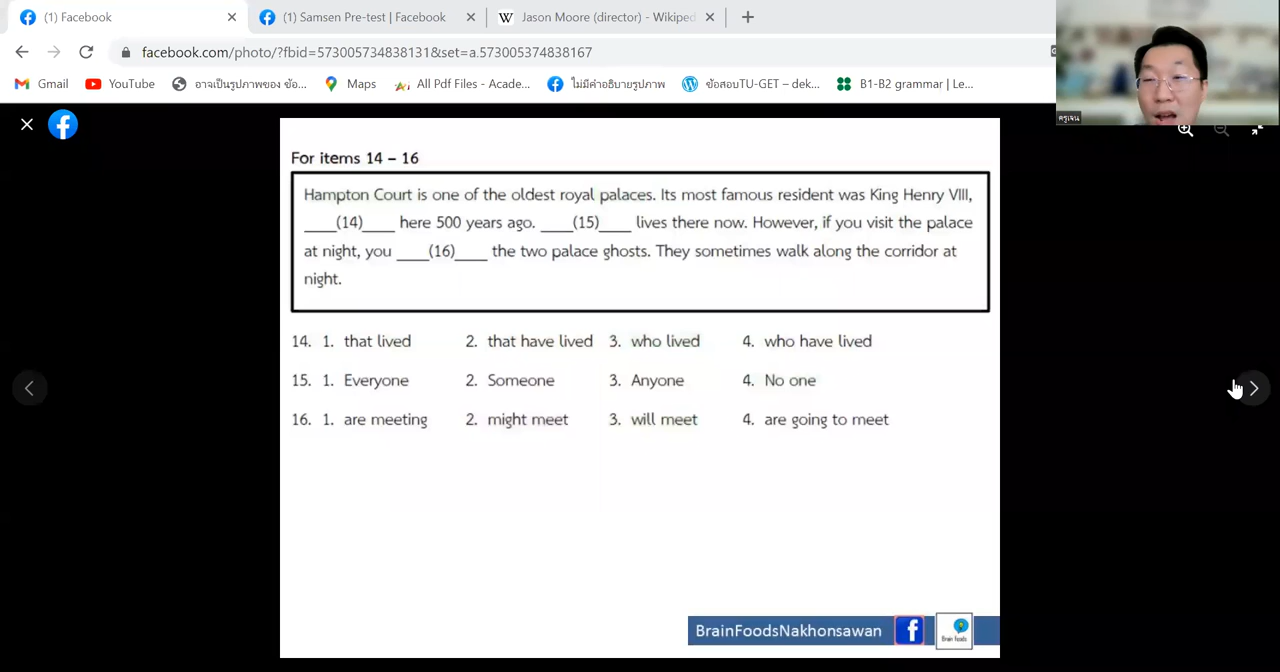 (1) Facebook
(1) Samsen Pre-test | Facebook
W Jason Moore (director) - Wikiped
facebook.com/photo/?fbid=573005734838131&set=a.573005374838167
Gmail
YouTube
อาจเป็นรูปภาพของ ข้อ...
Maps
All Pdf Files - Acade...
ไม่มีคำอธิบายรูปภาพ
ข้อสอบTU-GET – dek...
B1-B2 grammar | Le...
ครูเจน
For items 14 – 16
Hampton Court is one of the oldest royal palaces. Its most famous resident was King Henry VIII,
____(14)____ here 500 years ago. ____(15)____ lives there now. However, if you visit the palace
at night, you ____(16)____ the two palace ghosts. They sometimes walk along the corridor at
night.
14. 1. that lived 2. that have lived 3. who lived 4. who have lived
15. 1. Everyone 2. Someone 3. Anyone 4. No one
16. 1. are meeting 2. might meet 3. will meet 4. are going to meet
BrainFoodsNakhonsawan
Brain Foods